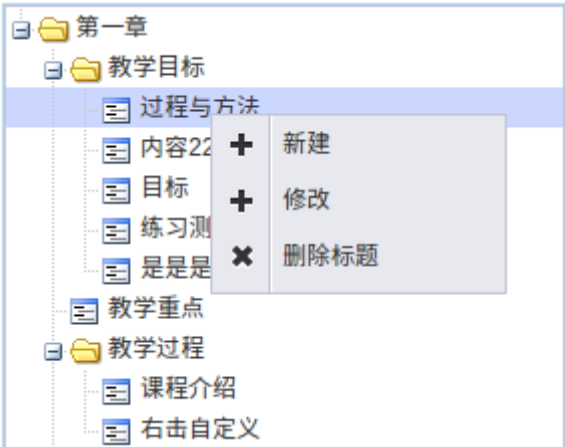 第一章
教学目标
过程与方法
内容22
目标
练习测
是是是
教学重点
教学过程
课程介绍
右击自定义
新建
修改
删除标题